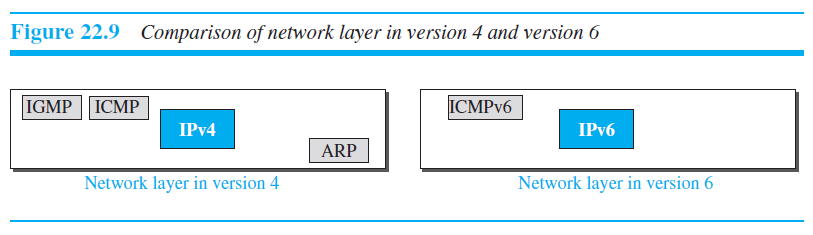 Figure 22.9 Comparison of network layer in version 4 and version 6
IGMP ICMP
IPv4
ARP
Network layer in version 4
ICMPv6
IPv6
Network layer in version 6